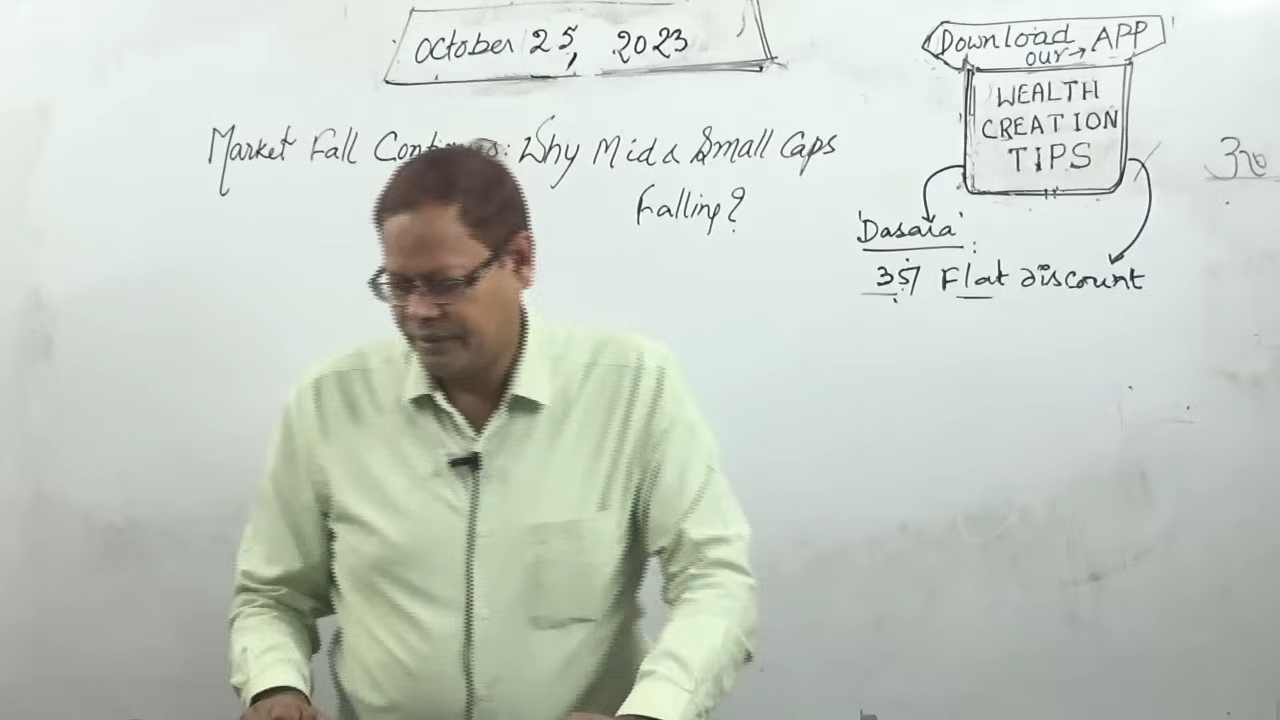 October 25, 2023
Market Fall Continues: Why Mid & Small Caps
Falling?
Download our → APP
WEALTH
CREATION
TIPS
'Dasara':
35/ Flat discount